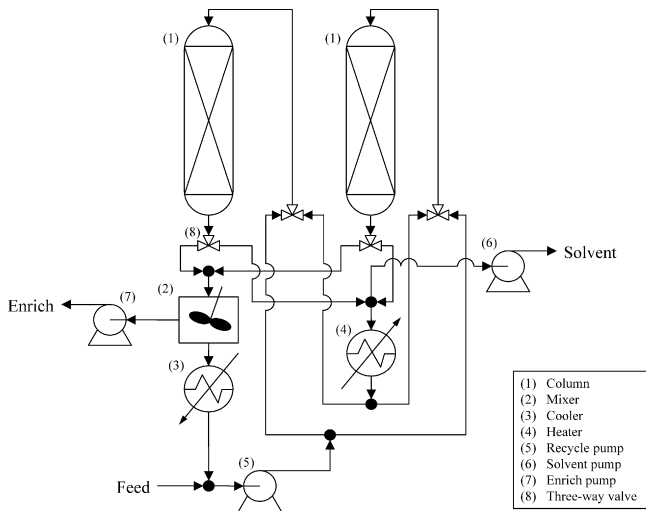 (1)
(1)
(8)
(6)
Solvent
(2)
Enrich
(7)
(4)
(3)
(5)
Feed
(1) Column
(2) Mixer
(3) Cooler
(4) Heater
(5) Recycle pump
(6) Solvent pump
(7) Enrich pump
(8) Three-way valve